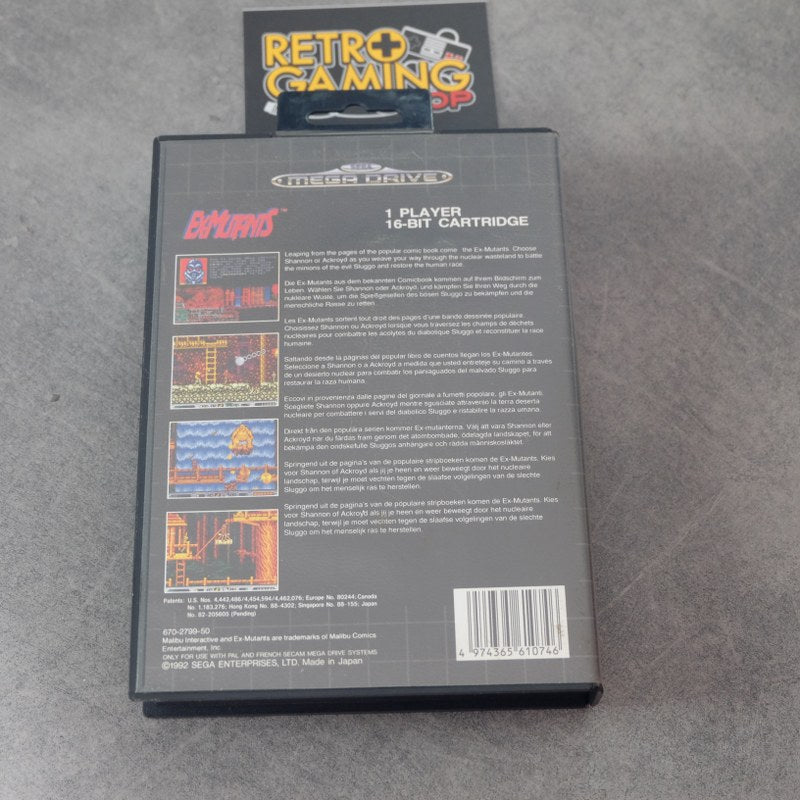 RETRO
GAMING
OP
SEGA
MEGA DRIVE
EX-MUTANTS™
1 PLAYER
16-BIT CARTRIDGE
Leaping from the pages of the popular comic book come the Ex-Mutants. Choose
Shannon or Ackroyd as you weave your way through the nuclear wasteland to battle
the minions of the evil Sluggo and restore the human race.
Die Ex-Mutants aus dem bekannten Comicbook kommen auf Ihrem Bildschirm zum
Leben. Wählen Sie Shannon oder Ackroyd, und kämpfen Sie Ihren Weg durch die
nukleare Wüste, um die Spießgesellen des bösen Sluggo zu bekämpfen und die
menschliche Rasse zu retten.
Les Ex-Mutants sortent tout droit des pages d'une bande dessinée populaire.
Choisissez Shannon ou Ackroyd lorsque vous traversez les champs de déchets
nucléaires pour combattre les acolytes du diabolique Sluggo et reconstituer la race
humaine.
Saltando desde la páginas del popular libro de cuentos llegan los Ex-Mutantes.
Seleccione a Shannon o a Ackroyd a medida que usted entreteje su camino a través
de un desierto nuclear para combatir los paniaguados del malvado Sluggo para
restaurar la raza humana.
Eccovi in provenienza dalle pagine del giornale a fumetti popolare, gli Ex-Mutanti.
Scegliete Shannon oppure Ackroyd mentre sgusciate attraverso la terra deserta
nucleare per combattere i servi del diabolico Sluggo e ristabilire la razza umana.
Direkt från den populära serien kommer Ex-mutanterna. Välj att vara Shannon eller
Ackroyd när du färdas fram genom det atombombade, ödelagda landskapet, för att
bekämpa den ondskefulle Sluggos anhängare och rädda människosläktet.
Springend uit de pagina's van de populaire stripboeken komen de Ex-Mutants. Kies
voor Shannon of Ackroyd als jij je heen en weer beweegt door het nucleaire
landschap, terwijl je moet vechten tegen de slaafse volgelingen van de slechte
Sluggo om het menselijk ras te herstellen.
Springend uit de pagina's van de populaire stripboeken komen de Ex-Mutants. Kies
voor Shannon of Ackroyd als jij je heen en weer beweegt door het nucleaire
landschap, terwijl je moet vechten tegen de slaafse volgelingen van de slechte
Sluggo om het menselijk ras te herstellen.
Patents: U.S. Nos. 4,442,486/4,454,594/4,462,076; Europe No. 80244; Canada
No. 1,183,276; Hong Kong No. 88-4302; Singapore No. 88-155; Japan
No. 82-205605 (Pending)
670-2799-50
Malibu Interactive and Ex-Mutants are trademarks of Malibu Comics
Entertainment, Inc.
ONLY FOR USE WITH PAL AND FRENCH SECAM MEGA DRIVE SYSTEMS
©1992 SEGA ENTERPRISES, LTD. Made in Japan
4 974365 610746